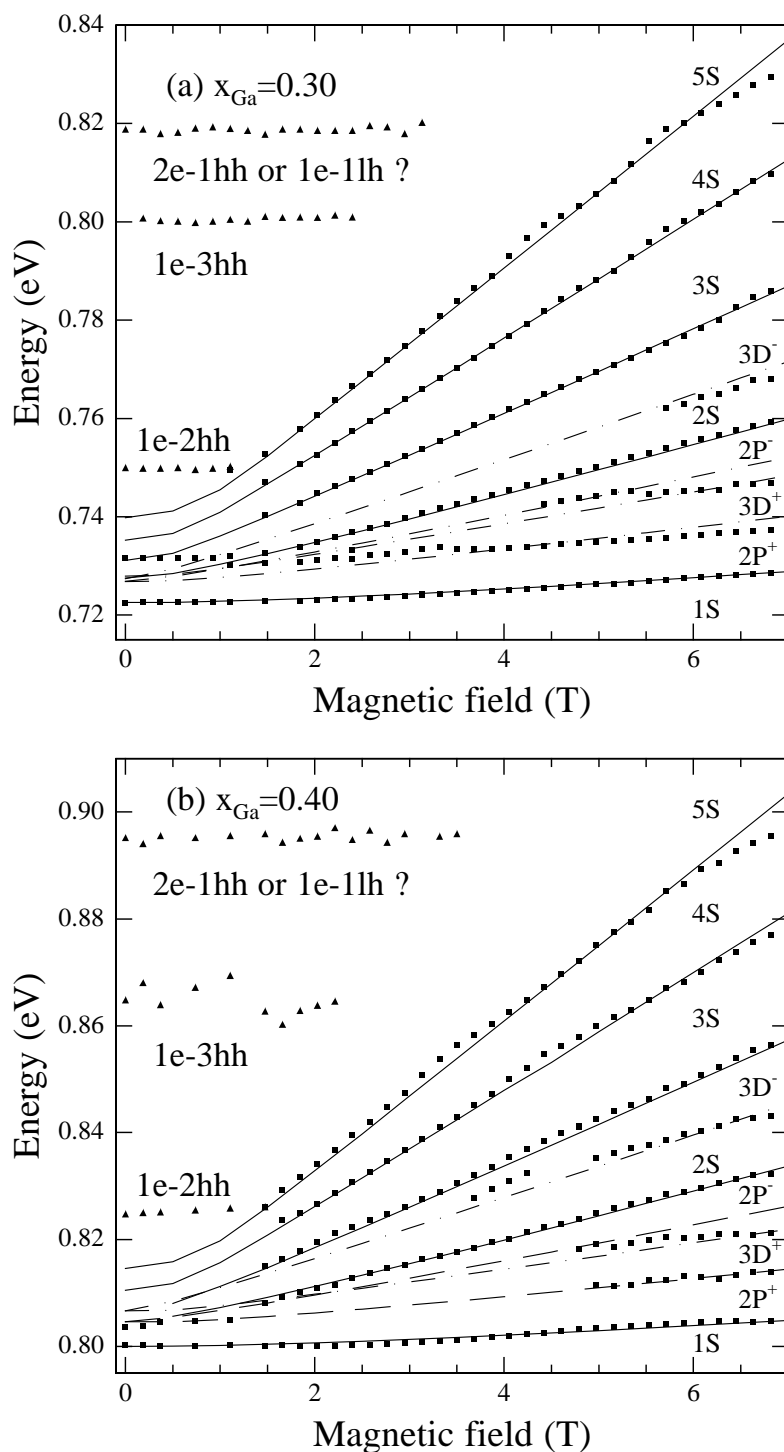 0.84
(a) x_Ga=0.30
5S
0.82
2e-1hh or 1e-1lh ?
4S
0.80
1e-3hh
3S
0.78
Energy (eV)
3D⁻
0.76
2S
1e-2hh
2P⁻
0.74
3D⁺
2P⁺
0.72
1S
0
2
4
6
Magnetic field (T)
(b) x_Ga=0.40
0.90
5S
2e-1hh or 1e-1lh ?
4S
0.88
3S
0.86
1e-3hh
Energy (eV)
3D⁻
0.84
1e-2hh
2S
0.82
2P⁻
3D⁺
2P⁺
0.80
1S
0
2
4
6
Magnetic field (T)